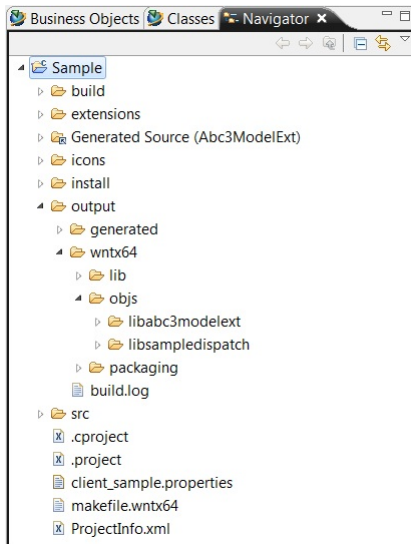 Business Objects Classes Navigator
Sample
build
extensions
Generated Source (Abc3ModelExt)
icons
install
output
generated
wntx64
lib
objs
libabc3modelext
libsampledispatch
packaging
build.log
src
.cproject
.project
client_sample.properties
makefile.wntx64
ProjectInfo.xml